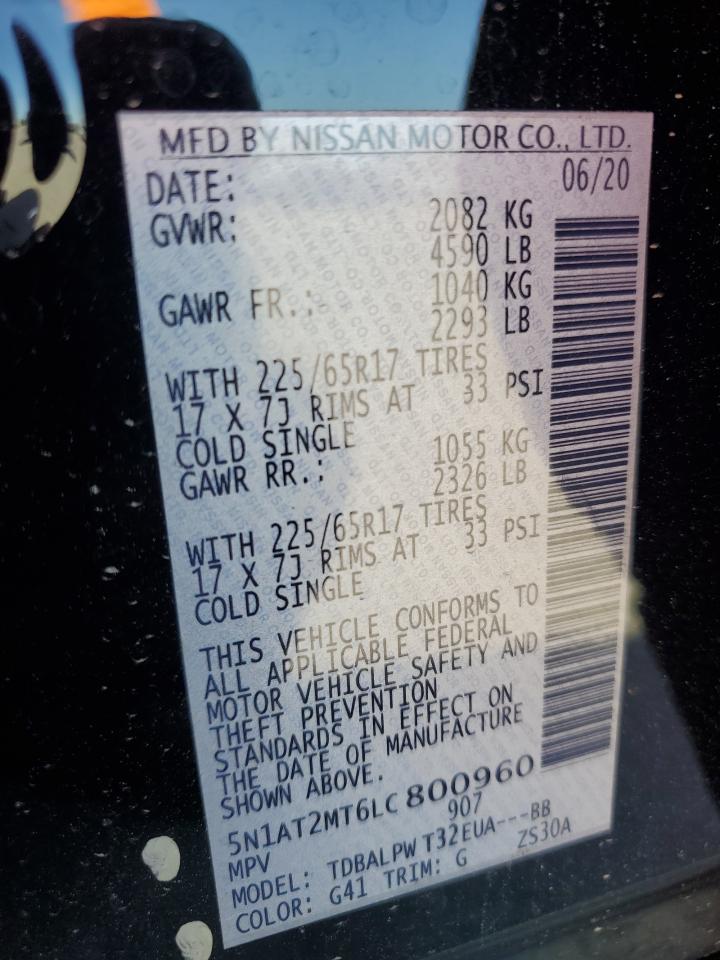 MFD BY NISSAN MOTOR CO., LTD.
DATE: 06/20
GVWR: 2082 KG
4590 LB
GAWR FR.: 1040 KG
2293 LB
WITH 225/65R17 TIRES
17 X 7J RIMS AT 33 PSI
COLD SINGLE
GAWR RR.: 1055 KG
2326 LB
WITH 225/65R17 TIRES
17 X 7J RIMS AT 33 PSI
COLD SINGLE
THIS VEHICLE CONFORMS TO
ALL APPLICABLE FEDERAL
MOTOR VEHICLE SAFETY AND
THEFT PREVENTION
STANDARDS IN EFFECT ON
THE DATE OF MANUFACTURE
SHOWN ABOVE.
5N1AT2MT6LC800960
MPV 907
MODEL: TDBALPW T32EUA---BB
COLOR: G41 TRIM: G ZS30A